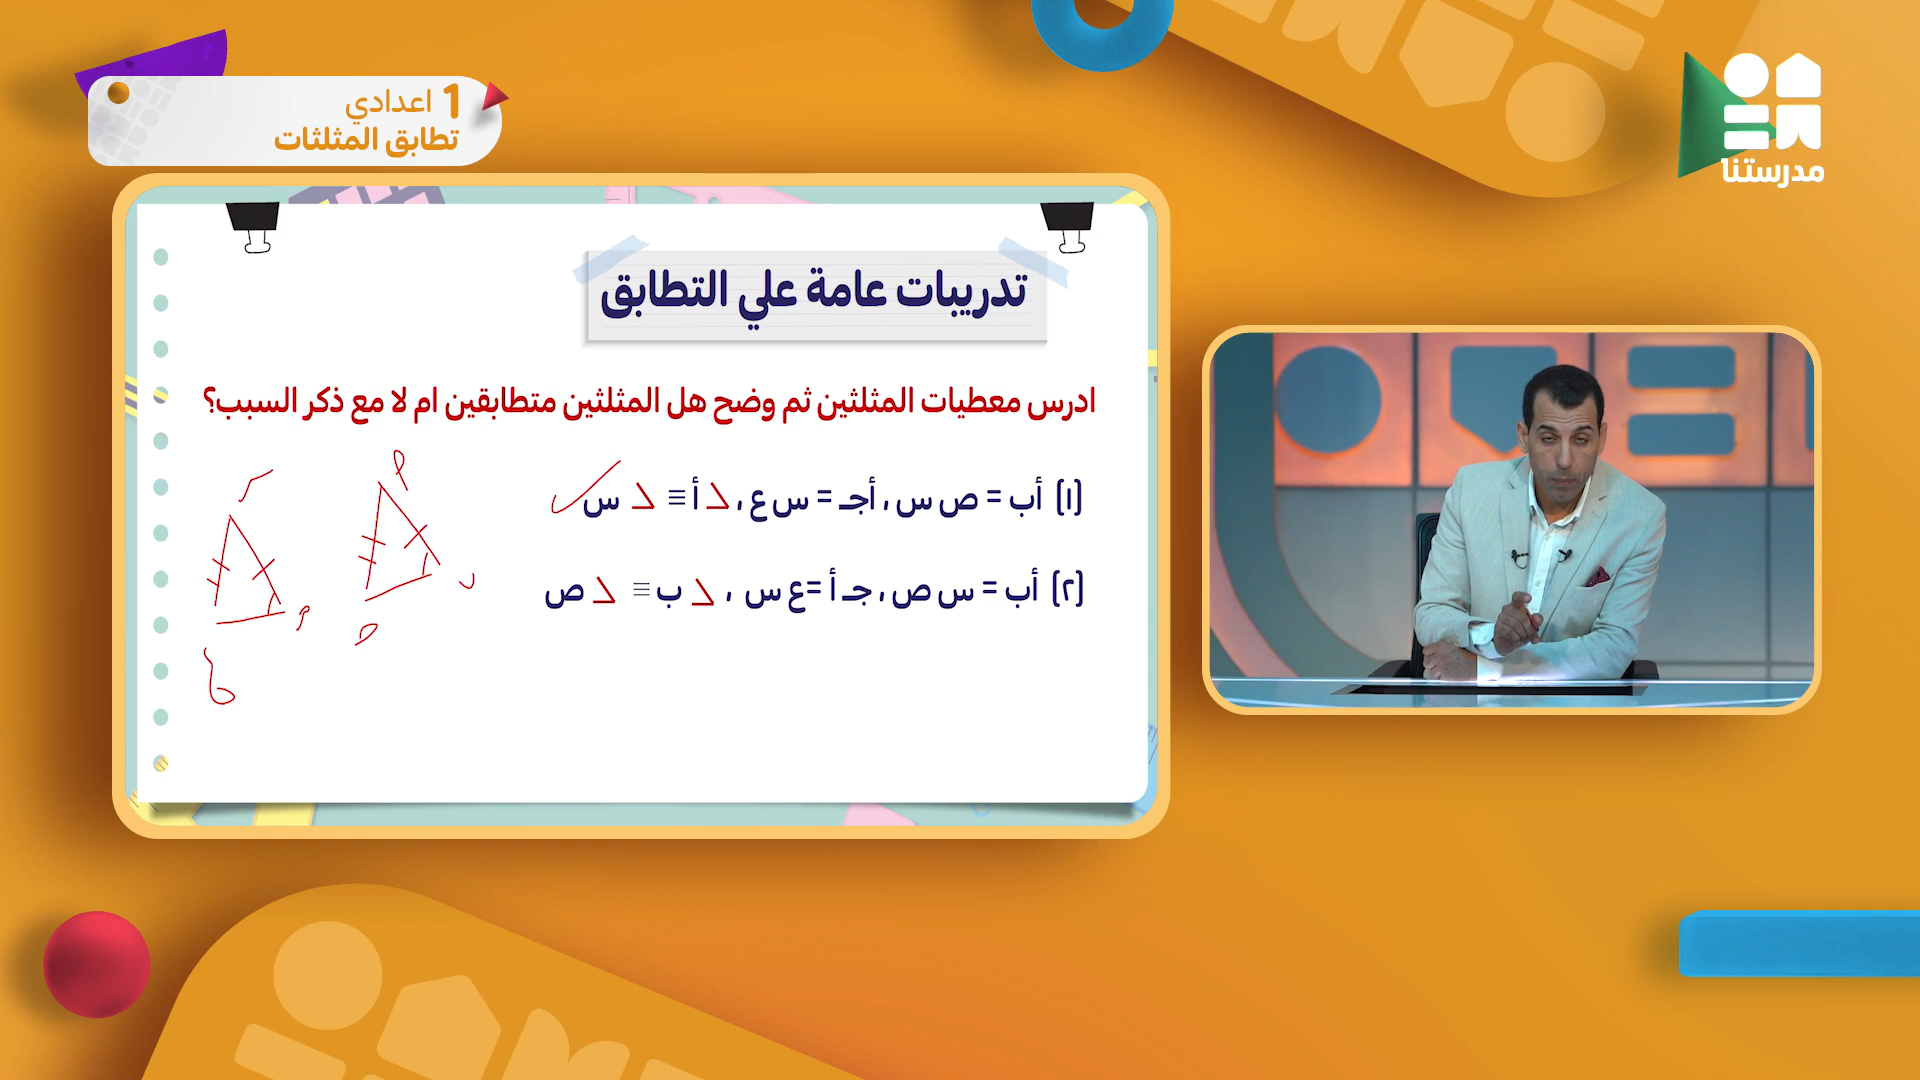 1 اعدادي
تطابق المثلثات
مدرستنا
تدريبات عامة علي التطابق
ادرس معطيات المثلثين ثم وضح هل المثلثين متطابقين ام لا مع ذكر السبب؟
(١) أب = ص س ، أجـ = س ع ، ⦣ أ ≡ ⦣ س
(٢) أب = س ص ، جـ أ =ع س ، ⦣ ب ≡ ⦣ ص